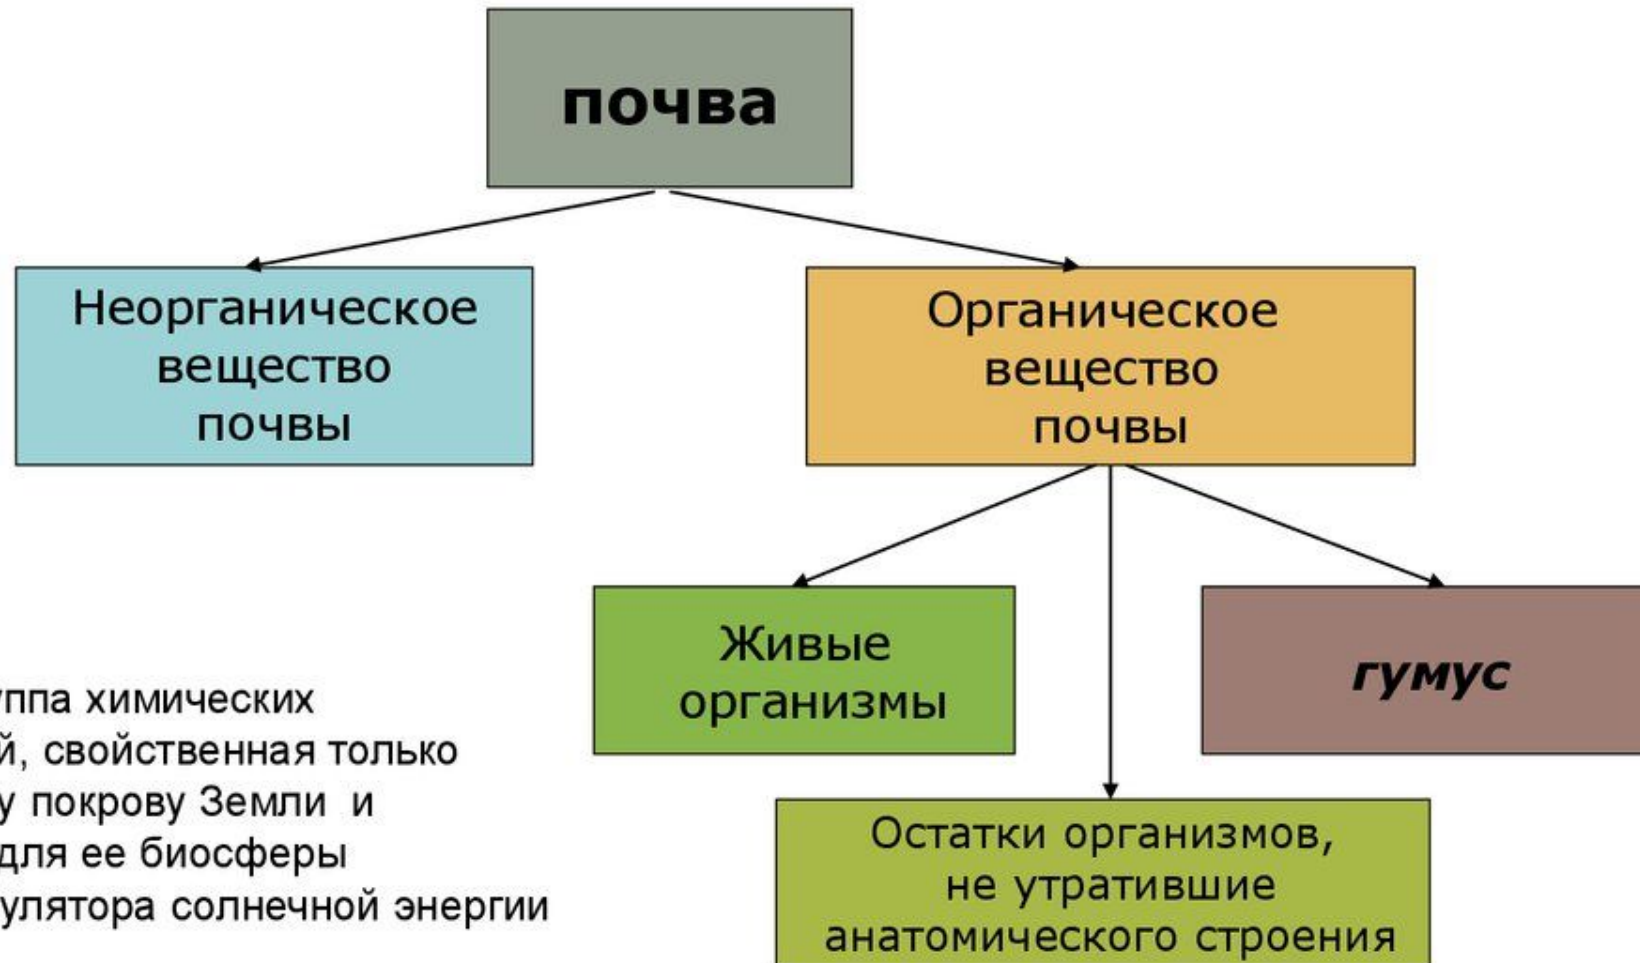 почва
Неорганическое
вещество
почвы
Органическое
вещество
почвы
Живые
организмы
гумус
химических
свойственная только
покрову Земли и
для ее биосферы
солнечной энергии
Остатки организмов,
не утратившие
анатомического строения